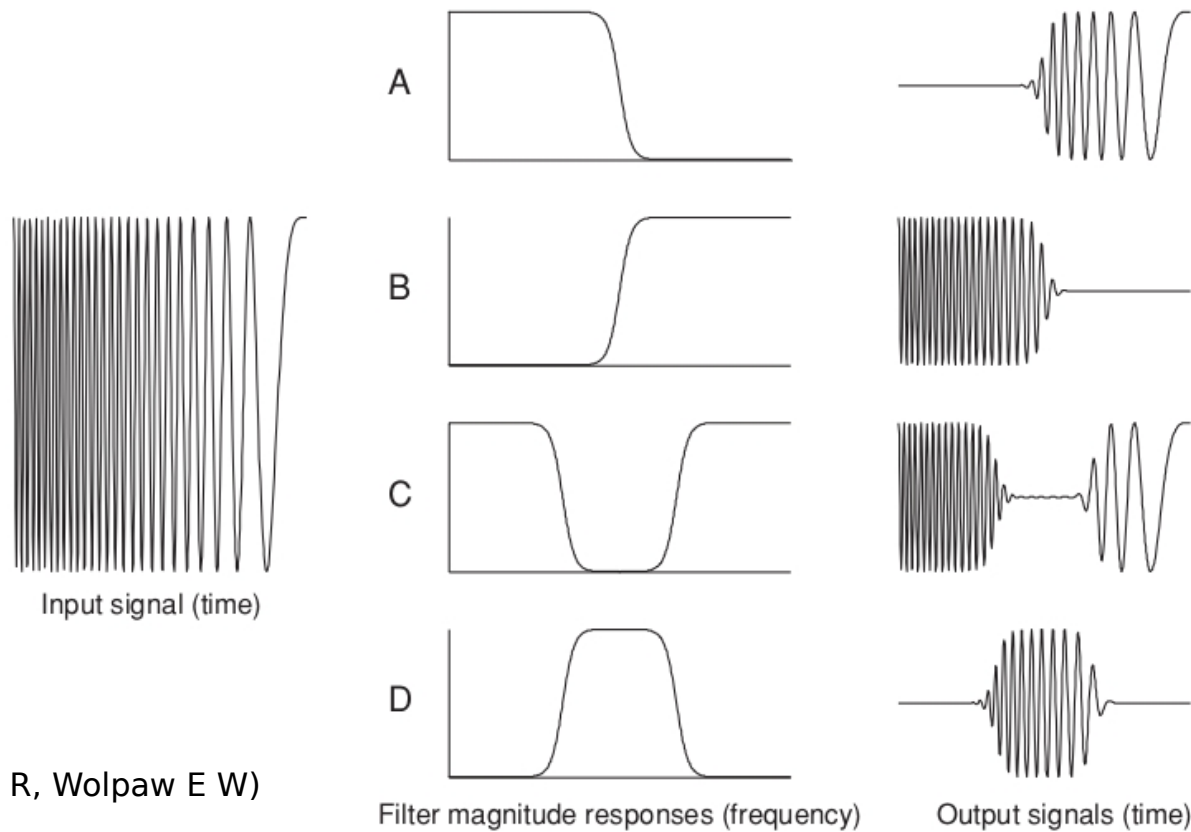 A
B
Input signal (time)
C
D
R, Wolpaw E W)
Filter magnitude responses (frequency)
Output signals (time)